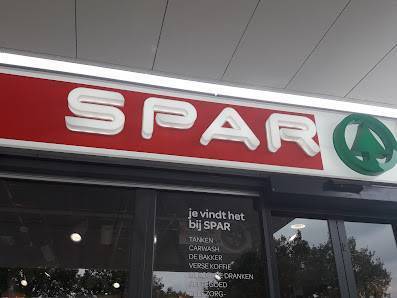 SPAR
je vindt het
bij SPAR
TANKEN
CARWASH
DE BAKKER
VERSE KOFFIE
DRANKEN